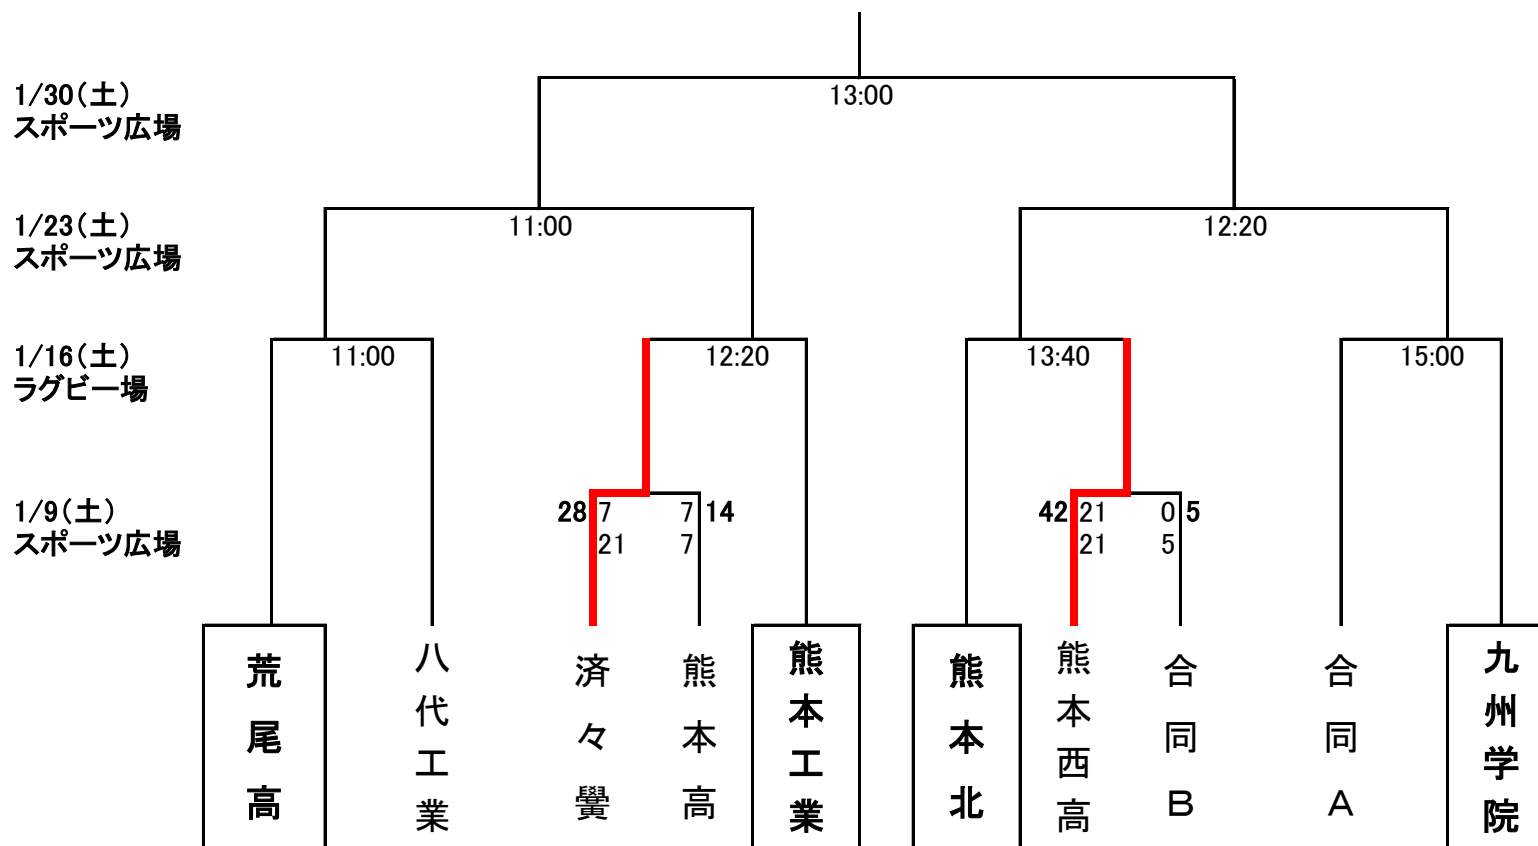 13:00
1/30(土)
スポーツ広場
11:00
12:20
1/23(土)
スポーツ広場
11:00
12:20
13:40
15:00
1/16(土)
ラグビー場
1/9(土)
スポーツ広場
28 7 7 14
21 7
42 21 0 5
21 5
荒尾高
八代工業
済々黌
熊本高
熊本工業
熊本北
熊本西高
合同B
合同A
九州学院